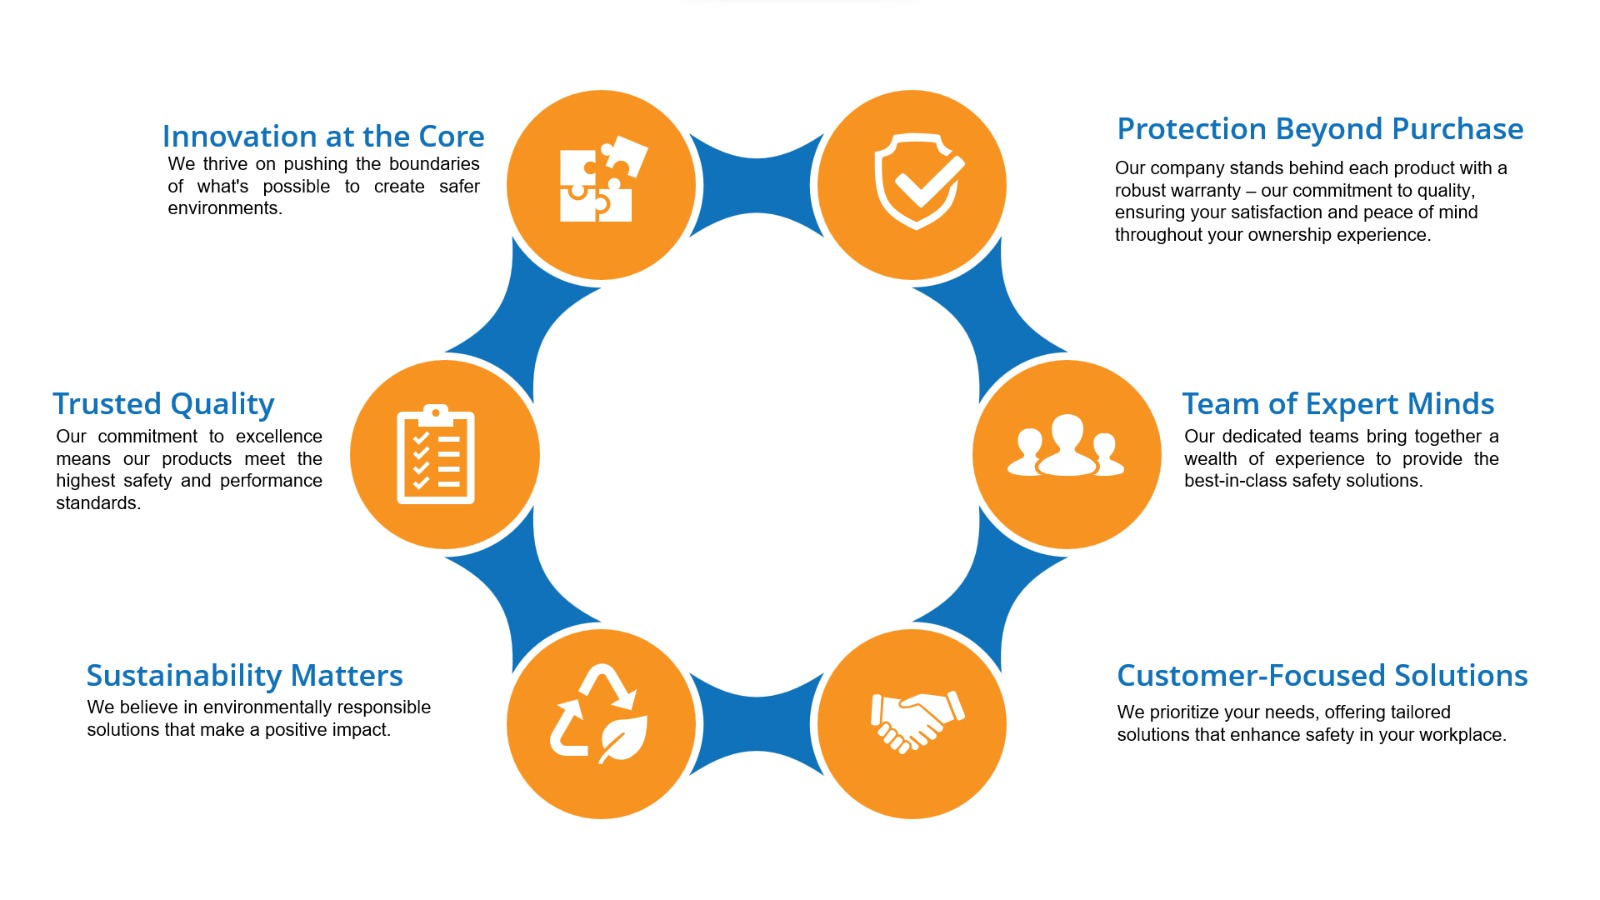 Innovation at the Core
We thrive on pushing the boundaries
of what's possible to create safer
environments.
Protection Beyond Purchase
Our company stands behind each product with a
robust warranty – our commitment to quality,
ensuring your satisfaction and peace of mind
throughout your ownership experience.
Trusted Quality
Our commitment to excellence
means our products meet the
highest safety and performance
standards.
Team of Expert Minds
Our dedicated teams bring together a
wealth of experience to provide the
best-in-class safety solutions.
Sustainability Matters
We believe in environmentally responsible
solutions that make a positive impact.
Customer-Focused Solutions
We prioritize your needs, offering tailored
solutions that enhance safety in your workplace.